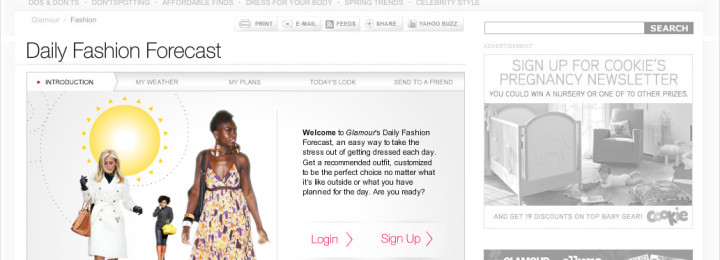 DOS & DON'TS • DON'TSPOTTING • AFFORDABLE FINDS • DRESS FOR YOUR BODY • SPRING TRENDS • CELEBRITY STYLE
Glamour / Fashion
PRINT E-MAIL FEEDS SHARE YAHOO BUZZ
SEARCH
Daily Fashion Forecast
ADVERTISEMENT
INTRODUCTION MY WEATHER MY PLANS TODAY'S LOOK SEND TO A FRIEND
Welcome to Glamour's Daily Fashion
Forecast, an easy way to take the
stress out of getting dressed each day.
Get a recommended outfit, customized
to be the perfect choice no matter what
it's like outside or what you have
planned for the day. Are you ready?
Login Sign Up
SIGN UP FOR COOKIE'S
PREGNANCY NEWSLETTER
YOU COULD WIN A NURSERY OR ONE OF 70 OTHER PRIZES.
AND GET 19 DISCOUNTS ON TOP BABY GEAR! cookie
GLAMOUR allure